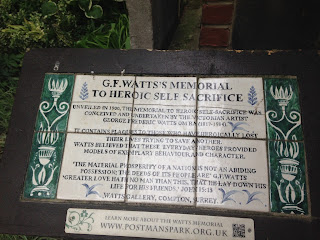 G.F.WATTS'S MEMORIAL
TO HEROIC SELF SACRIFICE
UNVEILED IN 1900, THE MEMORIAL TO HEROIC SELF SACRIFICE WAS
CONCEIVED AND UNDERTAKEN BY THE VICTORIAN ARTIST
GEORGE FREDERIC WATTS OM RA (1817-1904).
IT CONTAINS PLAQUES TO THOSE WHO HAVE HEROICALLY LOST
THEIR LIVES TRYING TO SAVE ANOTHER.
WATTS BELIEVED THAT THESE EVERYDAY HEROES PROVIDED
MODELS OF EXEMPLARY BEHAVIOUR AND CHARACTER.
'THE MATERIAL PROSPERITY OF A NATION IS NOT AN ABIDING
POSSESSION; THE DEEDS OF ITS PEOPLE ARE.' G.F.WATTS
'GREATER LOVE HATH NO MAN THAN THIS, THAT HE LAY DOWN HIS
LIFE FOR HIS FRIENDS.' JOHN 15:13
WATTS GALLERY, COMPTON, SURREY.
LEARN MORE ABOUT THE WATTS MEMORIAL
WWW.POSTMANSPARK.ORG.UK